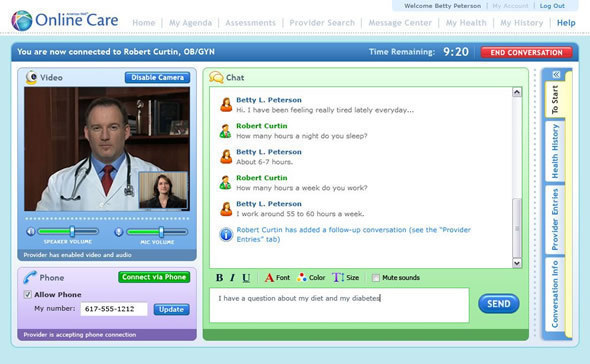 Welcome Betty Peterson | My Account | Log Out
Online Care
Home | My Agenda | Assessments | Provider Search | Message Center | My Health | My History | Help
You are now connected to Robert Curtin, OB/GYN
Time Remaining: 9:20
END CONVERSATION
Video
Disable Camera
SPEAKER VOLUME
MIC VOLUME
Provider has enabled video and audio
Phone
Connect via Phone
Allow Phone
My number: 617-555-1212
Update
Provider is accepting phone connection
Chat
Betty L. Peterson
Hi. I have been feeling really tired lately everyday...
Robert Curtin
How many hours a night do you sleep?
Betty L. Peterson
About 6-7 hours.
Robert Curtin
How many hours a week do you work?
Betty L. Peterson
I work around 55 to 60 hours a week.
Robert Curtin has added a follow-up conversation (see the "Provider
Entries" tab)
B I U A Font Color T Size Mute sounds
I have a question about my diet and my diabetes
SEND
To Start
Health History
Provider Entries
Conversation Info